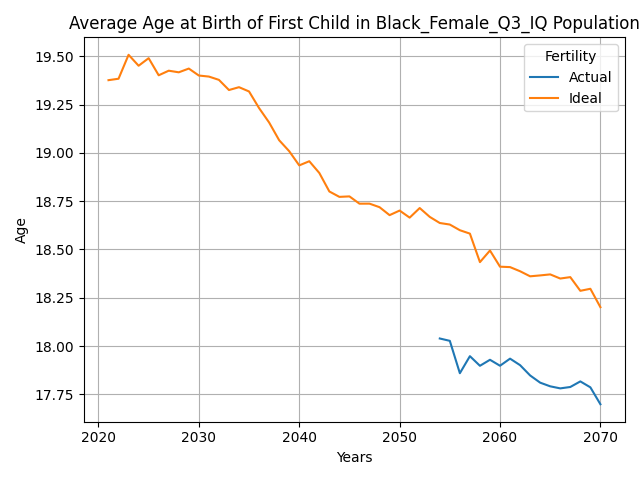 Average Age at Birth of First Child in Black_Female_Q3_IQ Population
Fertility
Actual
Ideal
Age
19.50
19.25
19.00
18.75
18.50
18.25
18.00
17.75
2020 2030 2040 2050 2060 2070
Years